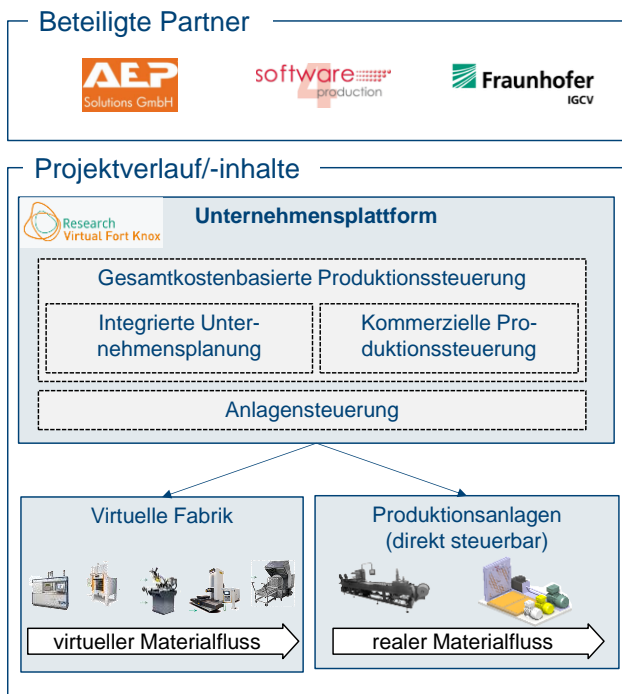 Beteiligte Partner
AEP
Solutions GmbH
software
4
production
Fraunhofer
IGCV
Projektverlauf/-inhalte
Research
Virtual Fort Knox
Unternehmensplattform
Gesamtkostenbasierte Produktionssteuerung
Integrierte Unter-
nehmensplanung
Kommerzielle Pro-
duktionssteuerung
Anlagensteuerung
Virtuelle Fabrik
virtueller Materialfluss
Produktionsanlagen
(direkt steuerbar)
realer Materialfluss